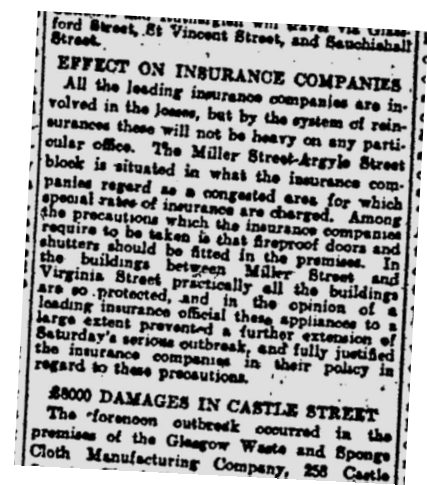 and Rutherglen will travel via Glass-
ford Street, St Vincent Street, and Sauchiehall
Street.
EFFECT ON INSURANCE COMPANIES
All the leading insurance companies are in-
volved in the losses, but by the system of rein-
surances these will not be heavy on any parti-
cular office. The Miller Street-Argyle Street
block is situated in what the insurance com-
panies regard as a congested area for which
special rates of insurance are charged. Among
the precautions which the insurance companies
require to be taken is that fireproof doors and
shutters should be fitted in the premises. In
the buildings between Miller Street and
Virginia Street practically all the buildings
are so protected, and in the opinion of a
leading insurance official these appliances to a
large extent prevented a further extension of
Saturday's serious outbreak, and fully justified
the insurance companies in their policy in
regard to these precautions.
£8000 DAMAGES IN CASTLE STREET
The forenoon outbreak occurred in the
premises of the Glasgow Waste and Sponge
Cloth Manufacturing Company, 256 Castle